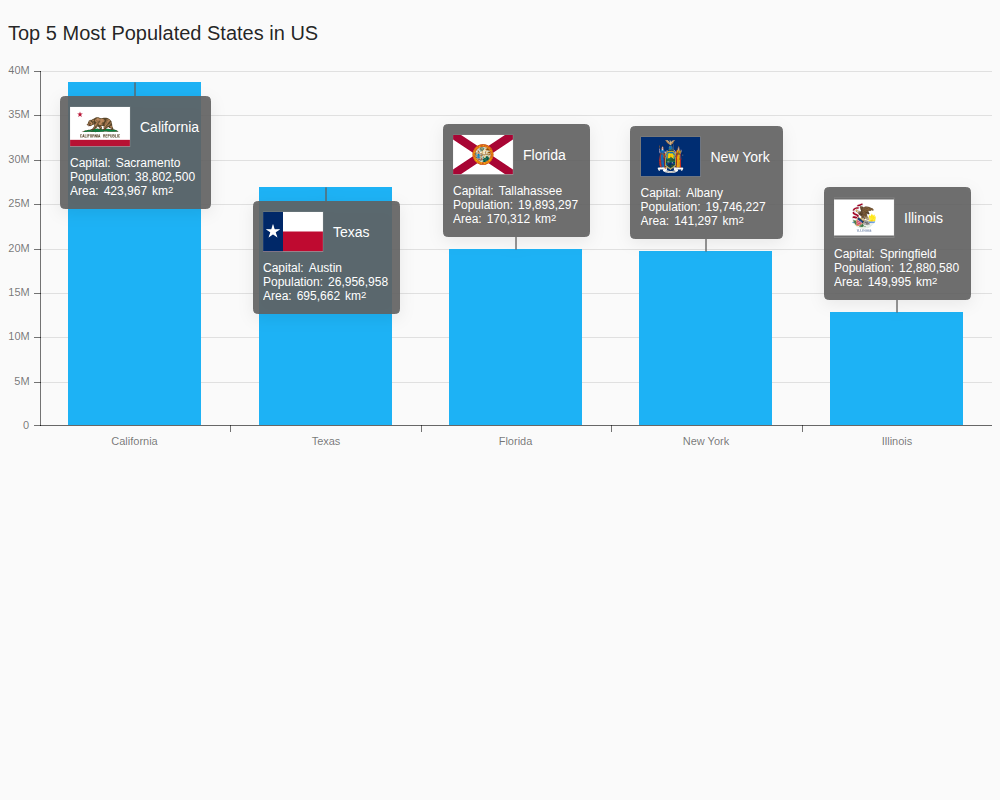 Top 5 Most Populated States in US
40M
35M
30M
25M
20M
15M
10M
5M
0
CALIFORNIA REPUBLIC
California
Capital: Sacramento
Population: 38,802,500
Area: 423,967 km²
Texas
Capital: Austin
Population: 26,956,958
Area: 695,662 km²
Florida
Capital: Tallahassee
Population: 19,893,297
Area: 170,312 km²
New York
Capital: Albany
Population: 19,746,227
Area: 141,297 km²
ILLINOIS
Illinois
Capital: Springfield
Population: 12,880,580
Area: 149,995 km²
California
Texas
Florida
New York
Illinois